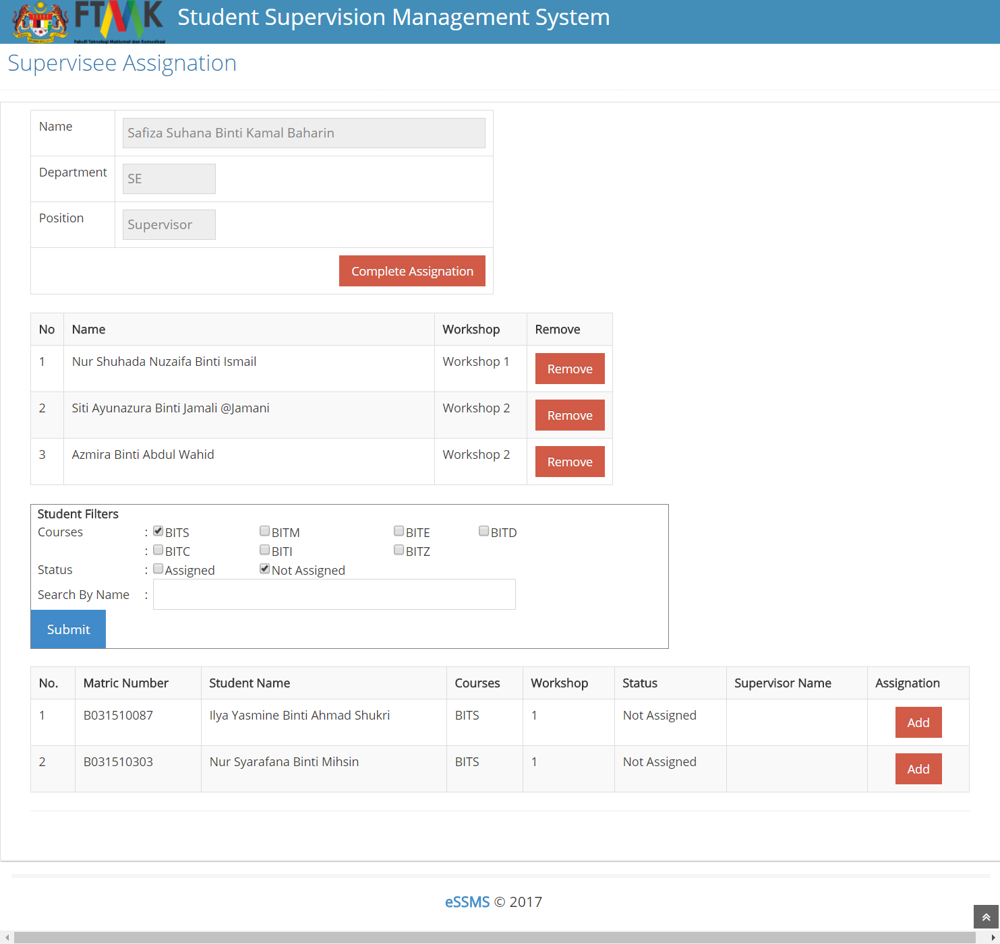 FTMK Student Supervision Management System
Fakulti Teknologi Maklumat dan Komunikasi
Supervisee Assignation
Name Safiza Suhana Binti Kamal Baharin
Department SE
Position Supervisor
Complete Assignation
No Name Workshop Remove
1 Nur Shuhada Nuzaifa Binti Ismail Workshop 1 Remove
2 Siti Ayunazura Binti Jamali @Jamani Workshop 2 Remove
3 Azmira Binti Abdul Wahid Workshop 2 Remove
Student Filters
Courses : BITS BITM BITE BITD
: BITC BITI BITZ
Status : Assigned Not Assigned
Search By Name :
Submit
No. Matric Number Student Name Courses Workshop Status Supervisor Name Assignation
1 B031510087 Ilya Yasmine Binti Ahmad Shukri BITS 1 Not Assigned Add
2 B031510303 Nur Syarafana Binti Mihsin BITS 1 Not Assigned Add
eSSMS © 2017